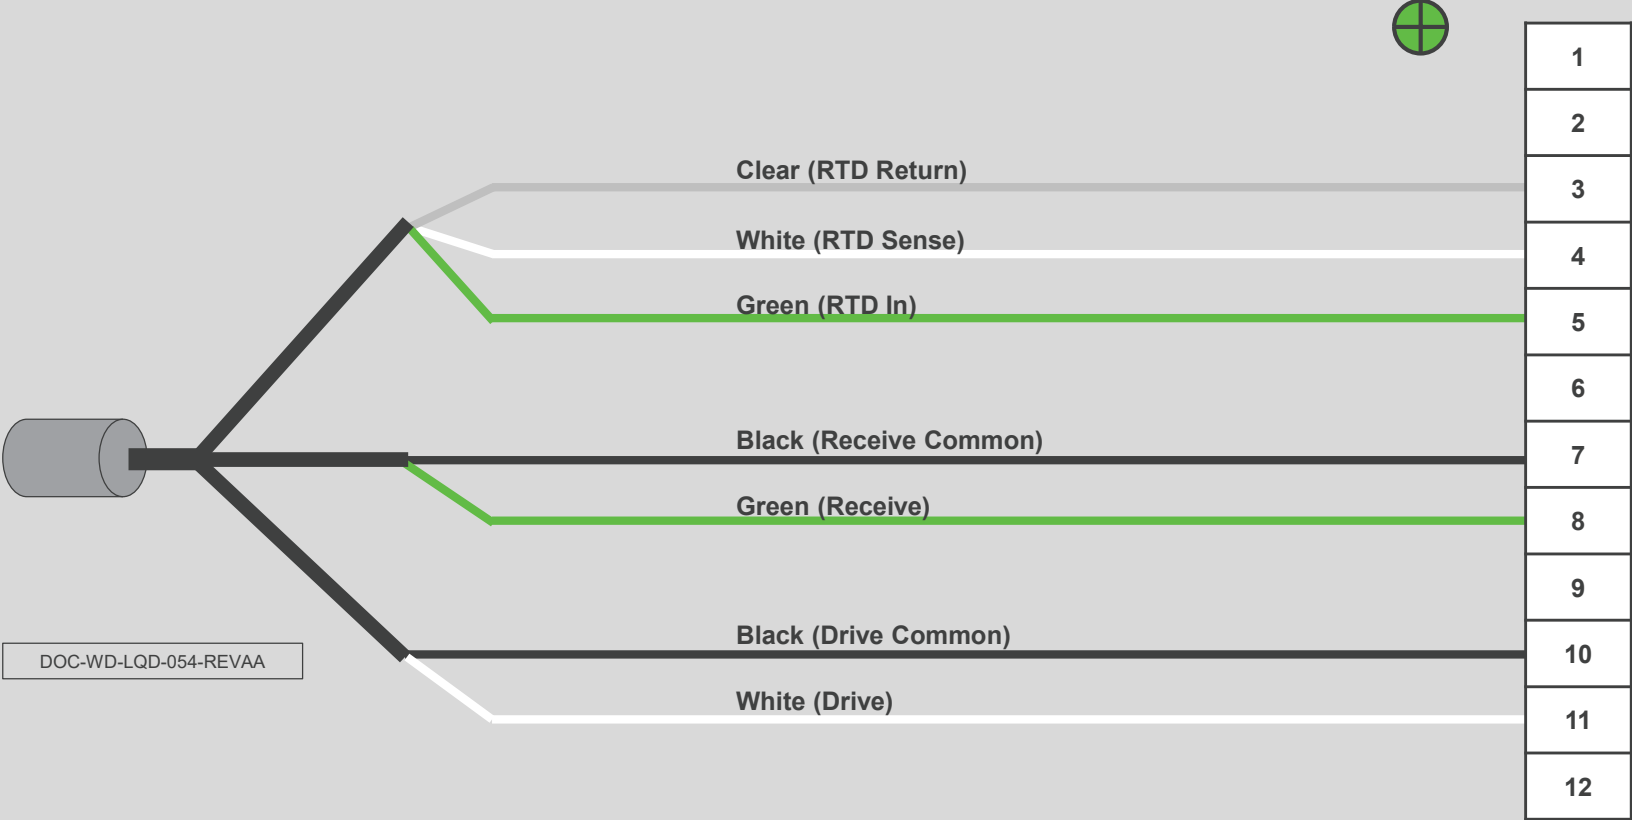 1
2
Clear (RTD Return)
3
White (RTD Sense)
4
Green (RTD In)
5
6
Black (Receive Common)
7
Green (Receive)
8
9
Black (Drive Common)
10
DOC-WD-LQD-054-REVAA
White (Drive)
11
12